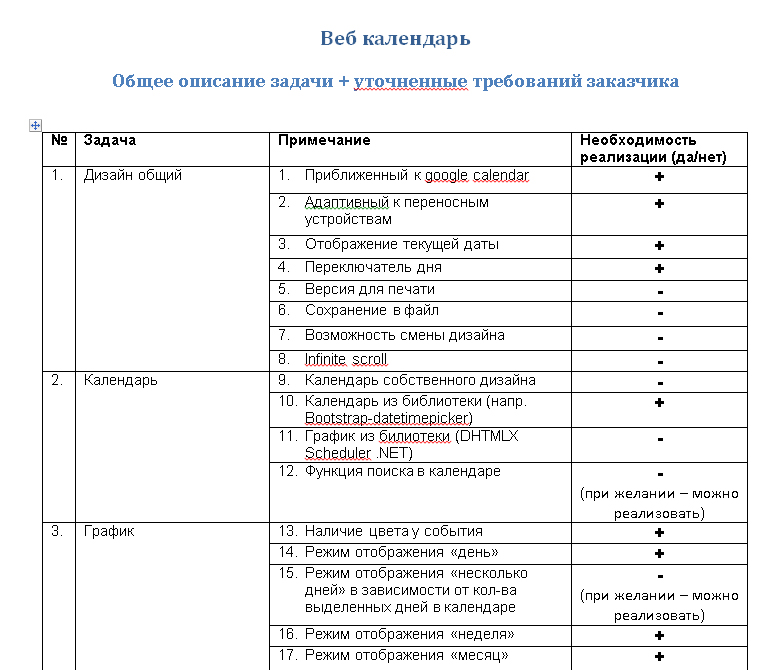 Веб календарь
Общее описание задачи + уточненные требований заказчика
№ Задача Примечание Необходимость
реализации (да/нет)
1. Дизайн общий 1. Приближенный к google calendar +
2. Адаптивный к переносным +
устройствам
3. Отображение текущей даты +
4. Переключатель дня +
5. Версия для печати -
6. Сохранение в файл -
7. Возможность смены дизайна -
8. Infinite scroll -
2. Календарь 9. Календарь собственного дизайна -
10. Календарь из библиотеки (напр. +
Bootstrap-datetimepicker)
11. График из билиотеки (DHTMLX -
Scheduler .NET)
12. Функция поиска в календаре -
(при желании – можно
реализовать)
3. График 13. Наличие цвета у события +
14. Режим отображения «день» +
15. Режим отображения «несколько -
дней» в зависимости от кол-ва (при желании – можно
выделенных дней в календаре реализовать)
16. Режим отображения «неделя» +
17. Режим отображения «месяц» +